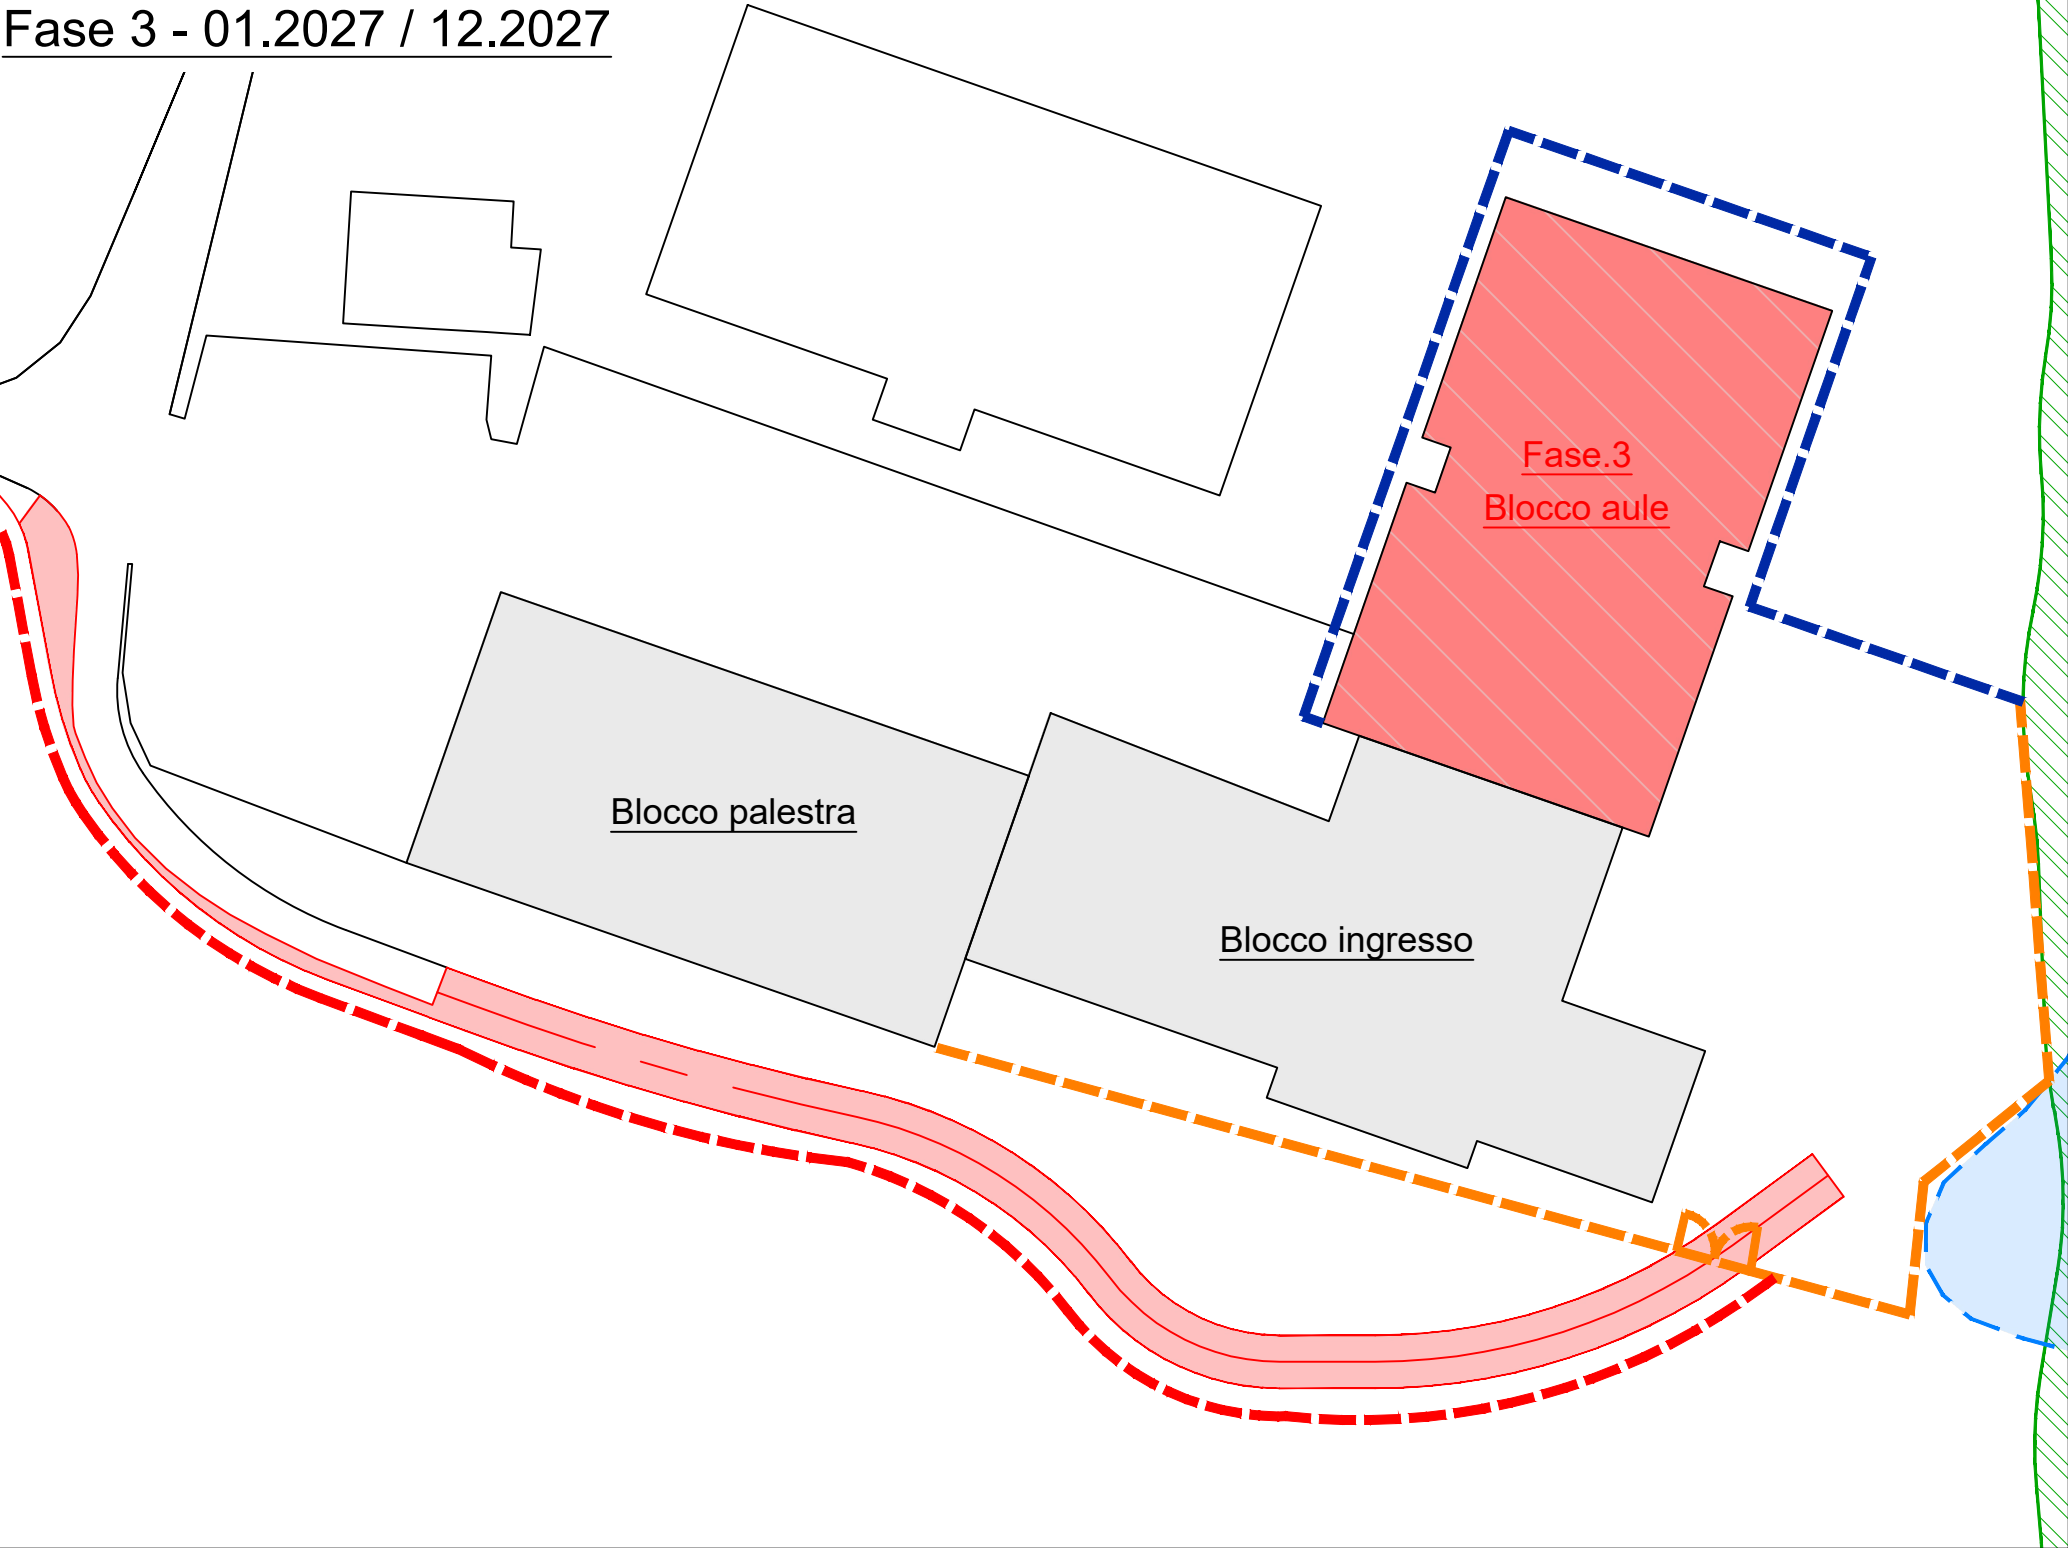 Fase 3 - 01.2027 / 12.2027
Fase.3
Blocco aule
Blocco palestra
Blocco ingresso